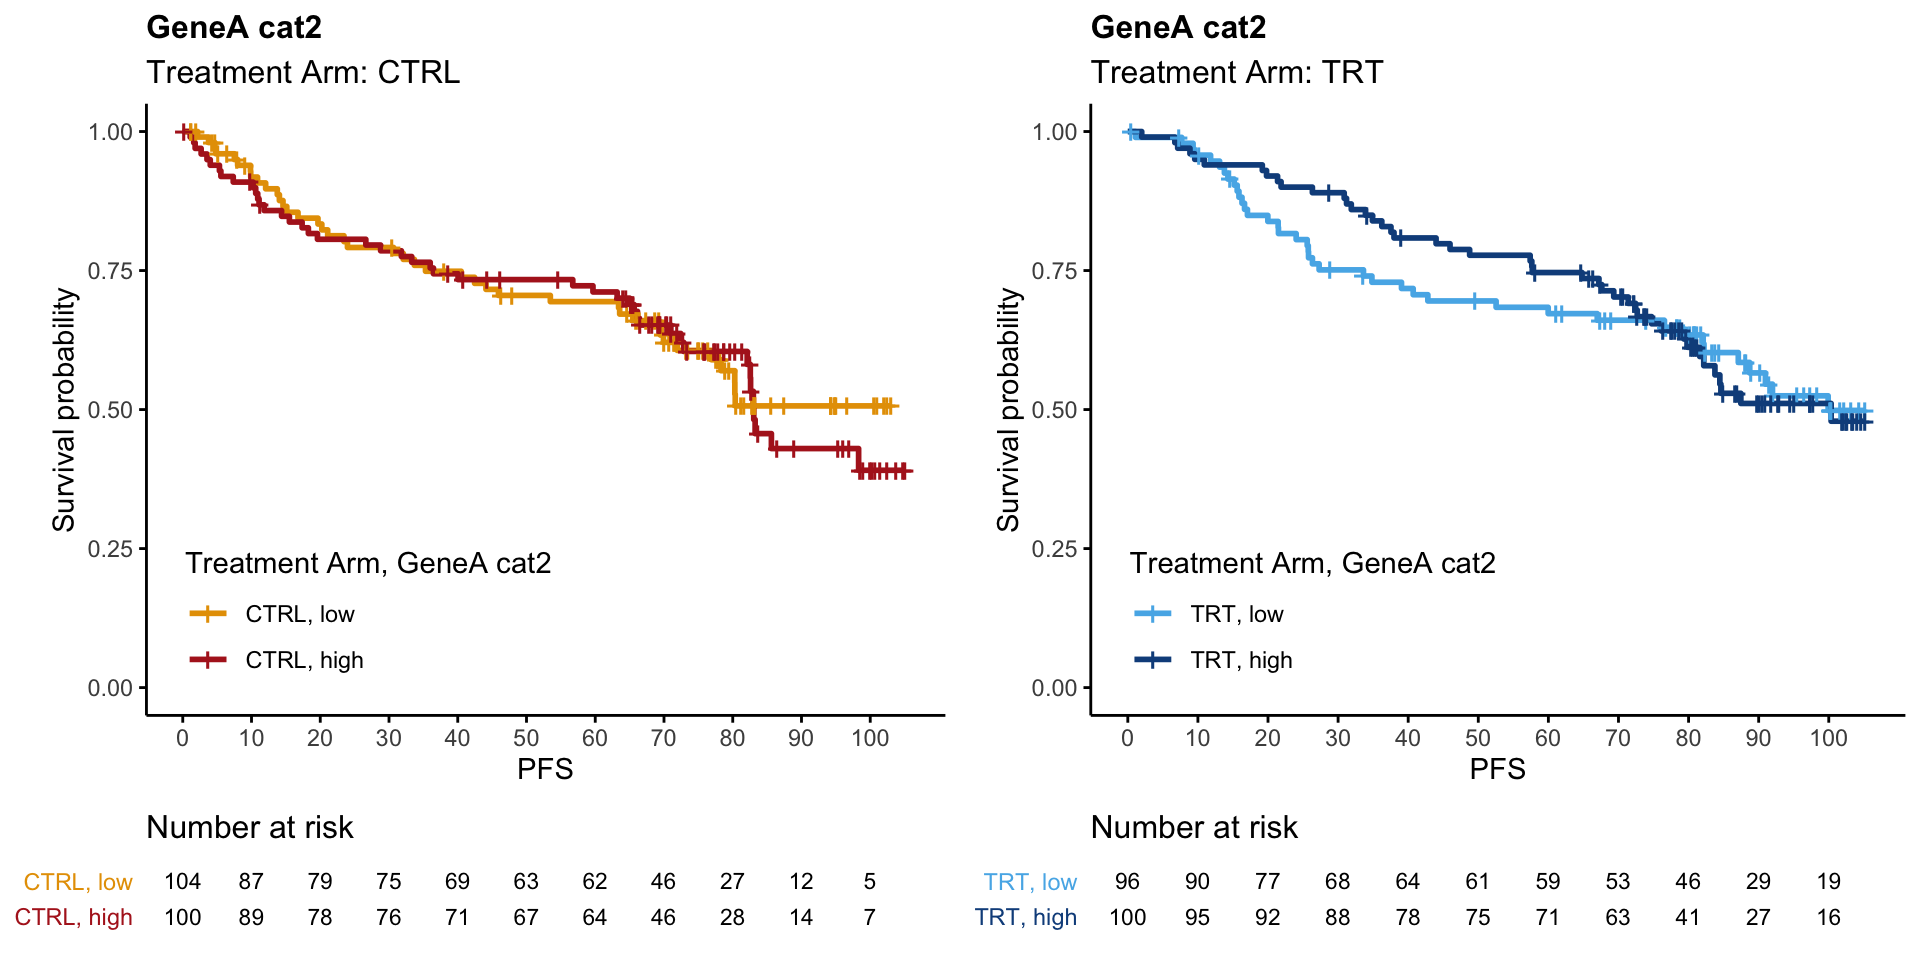 GeneA cat2
Treatment Arm: CTRL
1.00
0.75
0.50
0.25
0.00
Survival probability
Treatment Arm, GeneA cat2
CTRL, low
CTRL, high
0 10 20 30 40 50 60 70 80 90 100
PFS
Number at risk
CTRL, low 104 87 79 75 69 63 62 46 27 12 5
CTRL, high 100 89 78 76 71 67 64 46 28 14 7
GeneA cat2
Treatment Arm: TRT
1.00
0.75
0.50
0.25
0.00
Survival probability
Treatment Arm, GeneA cat2
TRT, low
TRT, high
0 10 20 30 40 50 60 70 80 90 100
PFS
Number at risk
TRT, low 96 90 77 68 64 61 59 53 46 29 19
TRT, high 100 95 92 88 78 75 71 63 41 27 16